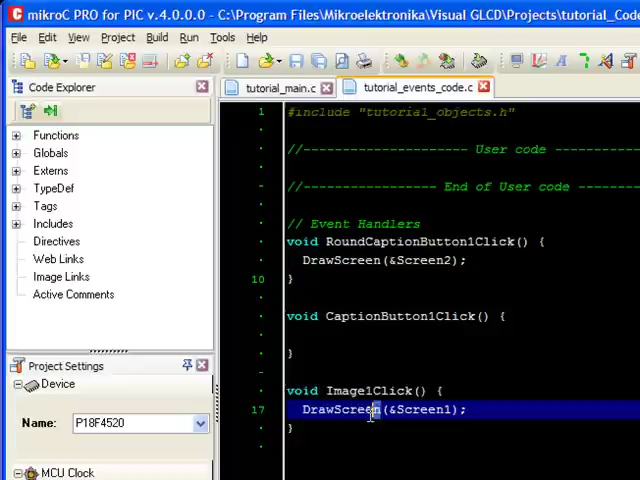 mikroC PRO for PIC v.4.0.0.0 - C:\Program Files\Mikroelektronika\Visual GLCD\Projects\tutorial_Code
File Edit View Project Build Run Tools Help
Code Explorer
tutorial_main.c
tutorial_events_code.c
Functions
Globals
Externs
TypeDef
Tags
Includes
Directives
Web Links
Image Links
Active Comments
Project Settings
Device
Name: P18F4520
MCU Clock
1 #include "tutorial_objects.h"
//--------------------- User code -------
//----------------- End of User code -------
// Event Handlers
void RoundCaptionButton1Click() {
DrawScreen(&Screen2);
10 }
void CaptionButton1Click() {
}
void Image1Click() {
17 DrawScreen(&Screen1);
}